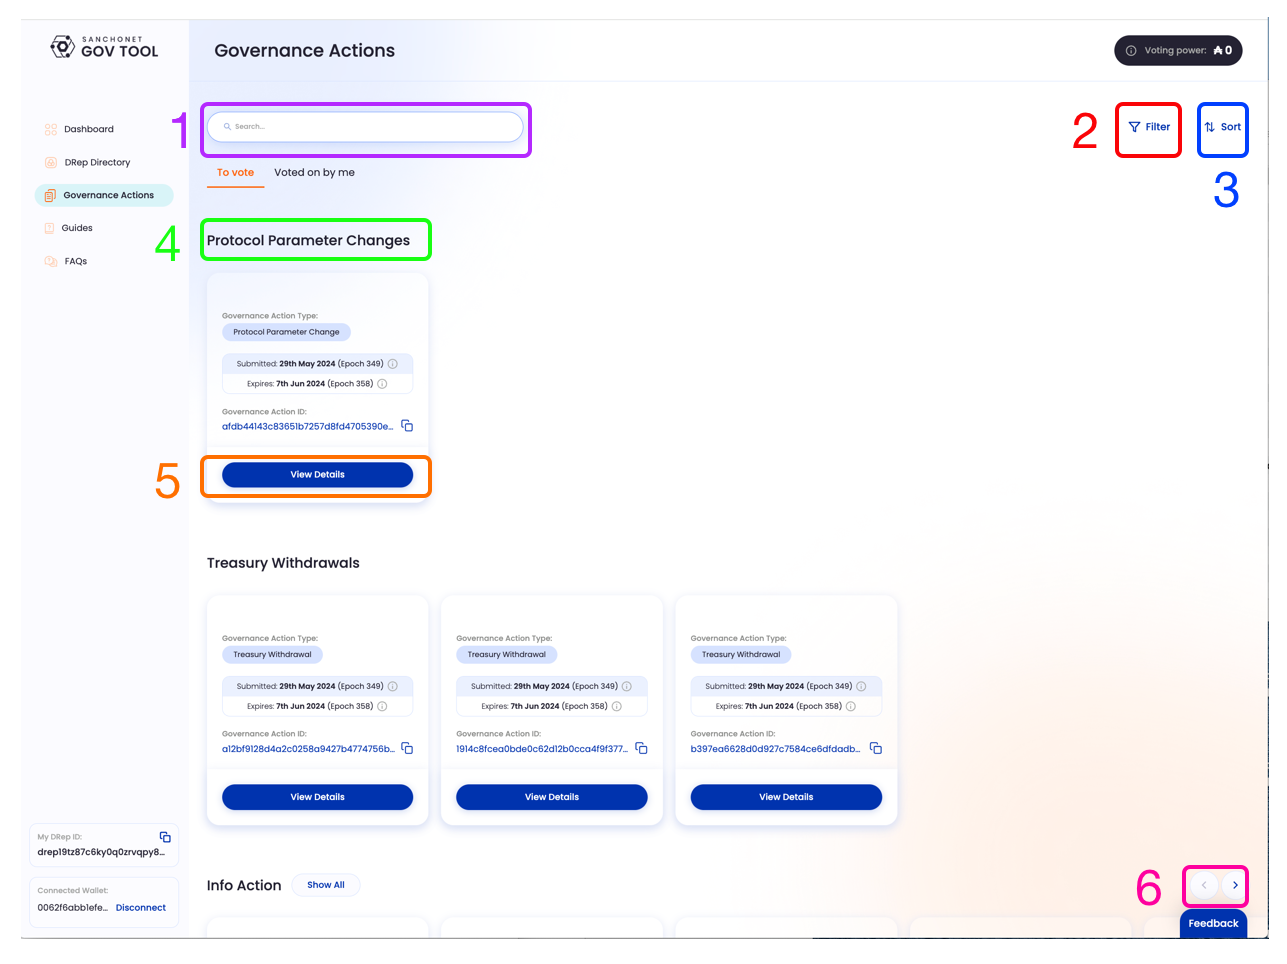 SANCHONET
GOV TOOL
Governance Actions
Voting power: ₳ 0
Dashboard
DRep Directory
Governance Actions
Guides
FAQs
1
Search...
2
Filter
Sort
3
To vote
Voted on by me
4
Protocol Parameter Changes
Governance Action Type:
Protocol Parameter Change
Submitted: 29th May 2024 (Epoch 349)
Expires: 7th Jun 2024 (Epoch 358)
Governance Action ID:
afdb44143c83651b7257d8fd4705390e...
5
View Details
Treasury Withdrawals
Governance Action Type:
Treasury Withdrawal
Submitted: 29th May 2024 (Epoch 349)
Expires: 7th Jun 2024 (Epoch 358)
Governance Action ID:
a12bf9128d4a2c0258a9427b4774756b...
View Details
Governance Action Type:
Treasury Withdrawal
Submitted: 29th May 2024 (Epoch 349)
Expires: 7th Jun 2024 (Epoch 358)
Governance Action ID:
1914c8fcea0bde0c62d12b0cca4f9f377...
View Details
Governance Action Type:
Treasury Withdrawal
Submitted: 29th May 2024 (Epoch 349)
Expires: 7th Jun 2024 (Epoch 358)
Governance Action ID:
b397ea6628d0d927c7584ce6dfdadb...
View Details
My DRep ID:
drep19tz87c6ky0q0zrvqpy8...
Connected Wallet:
0062f6abb1efe... Disconnect
Info Action
Show All
6
Feedback